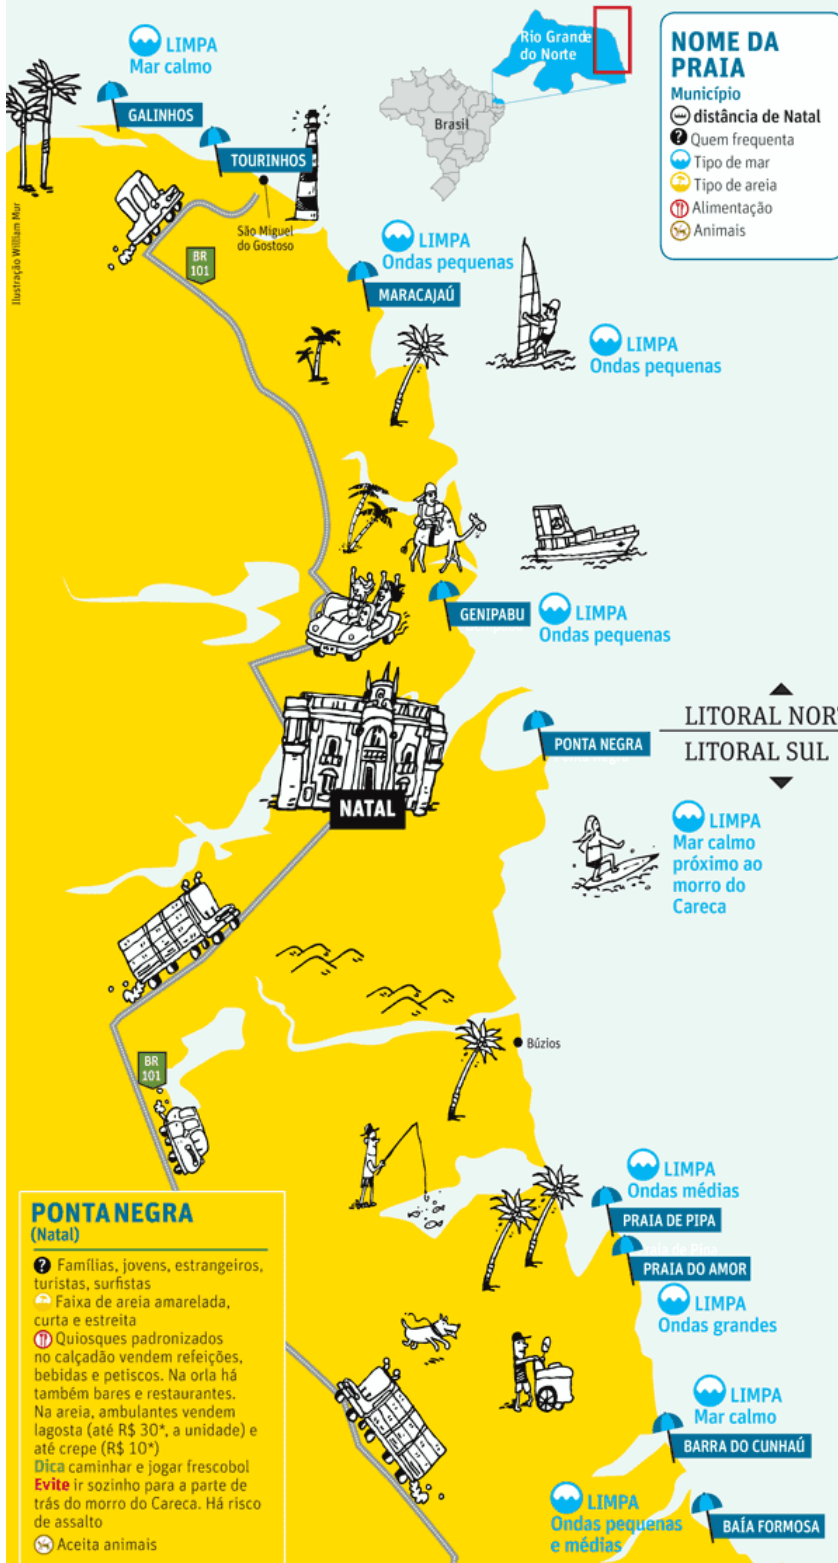 LIMPA
Mar calmo
GALINHOS
TOURINHOS
São Miguel
do Gostoso
Ilustração William Mur
BR
101
Rio Grande
do Norte
Brasil
NOME DA
PRAIA
Município
distância de Natal
Quem frequenta
Tipo de mar
Tipo de areia
Alimentação
Animais
LIMPA
Ondas pequenas
MARACAJAÚ
LIMPA
Ondas pequenas
GENIPABU
LIMPA
Ondas pequenas
PONTA NEGRA
LITORAL NORT
LITORAL SUL
NATAL
LIMPA
Mar calmo
próximo ao
morro do
Careca
Búzios
BR
101
LIMPA
Ondas médias
PRAIA DE PIPA
PRAIA DO AMOR
LIMPA
Ondas grandes
LIMPA
Mar calmo
BARRA DO CUNHAÚ
LIMPA
Ondas pequenas
e médias
BAÍA FORMOSA
PONTA NEGRA
(Natal)
? Famílias, jovens, estrangeiros,
turistas, surfistas
Faixa de areia amarelada,
curta e estreita
Quiosques padronizados
no calçadão vendem refeições,
bebidas e petiscos. Na orla há
também bares e restaurantes.
Na areia, ambulantes vendem
lagosta (até R$ 30*, a unidade) e
até crepe (R$ 10*)
Dica caminhar e jogar frescobol
Evite ir sozinho para a parte de
trás do morro do Careca. Há risco
de assalto
Aceita animais